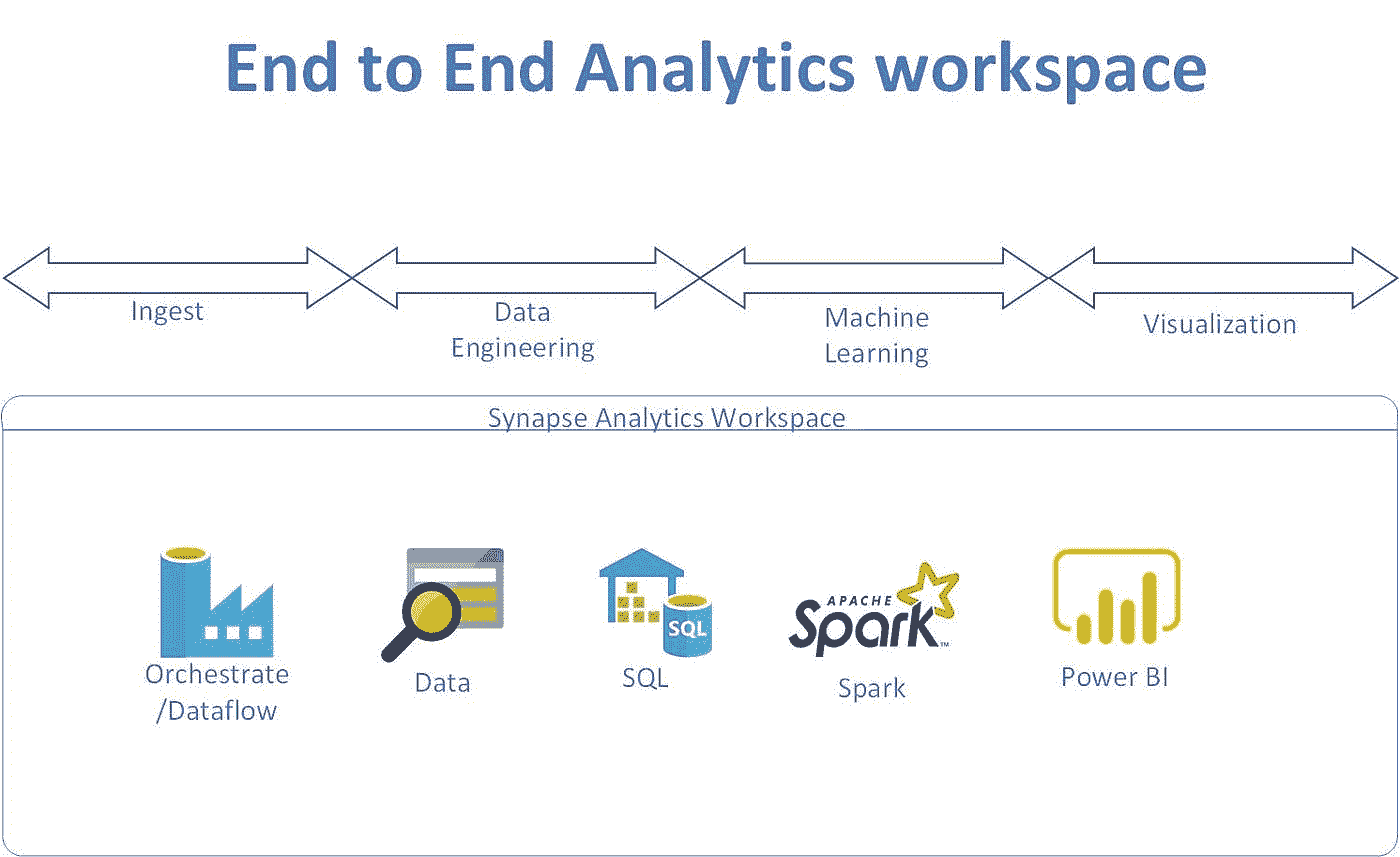 End to End Analytics workspace
Ingest
Data
Engineering
Machine
Learning
Visualization
Synapse Analytics Workspace
Orchestrate
/Dataflow
Data
SQL
SQL
APACHE
Spark™
Spark
Power BI